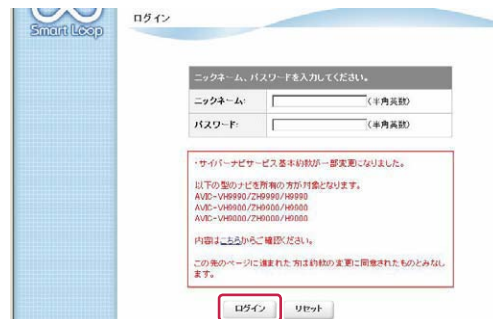 Smart Loop
ログイン
ニックネーム、パスワードを入力してください。
ニックネーム:
(半角英数)
パスワード:
(半角英数)
・サイバーナビサービス基本約款が一部変更になりました。
以下の型のナビを所有の方が対象となります。
AVIC-VH9990/ZH9990/H9990
AVIC-VH9900/ZH9900/H9900
AVIC-VH9000/ZH9000/H9000
内容はこちらからご確認ください。
この先のページに進まれた方は約款の変更に同意されたものとみなし
ます。
ログイン
リセット